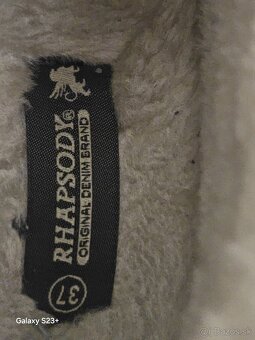 RHAPSODY®
ORIGINAL DENIM BRAND
37
Galaxy S23+